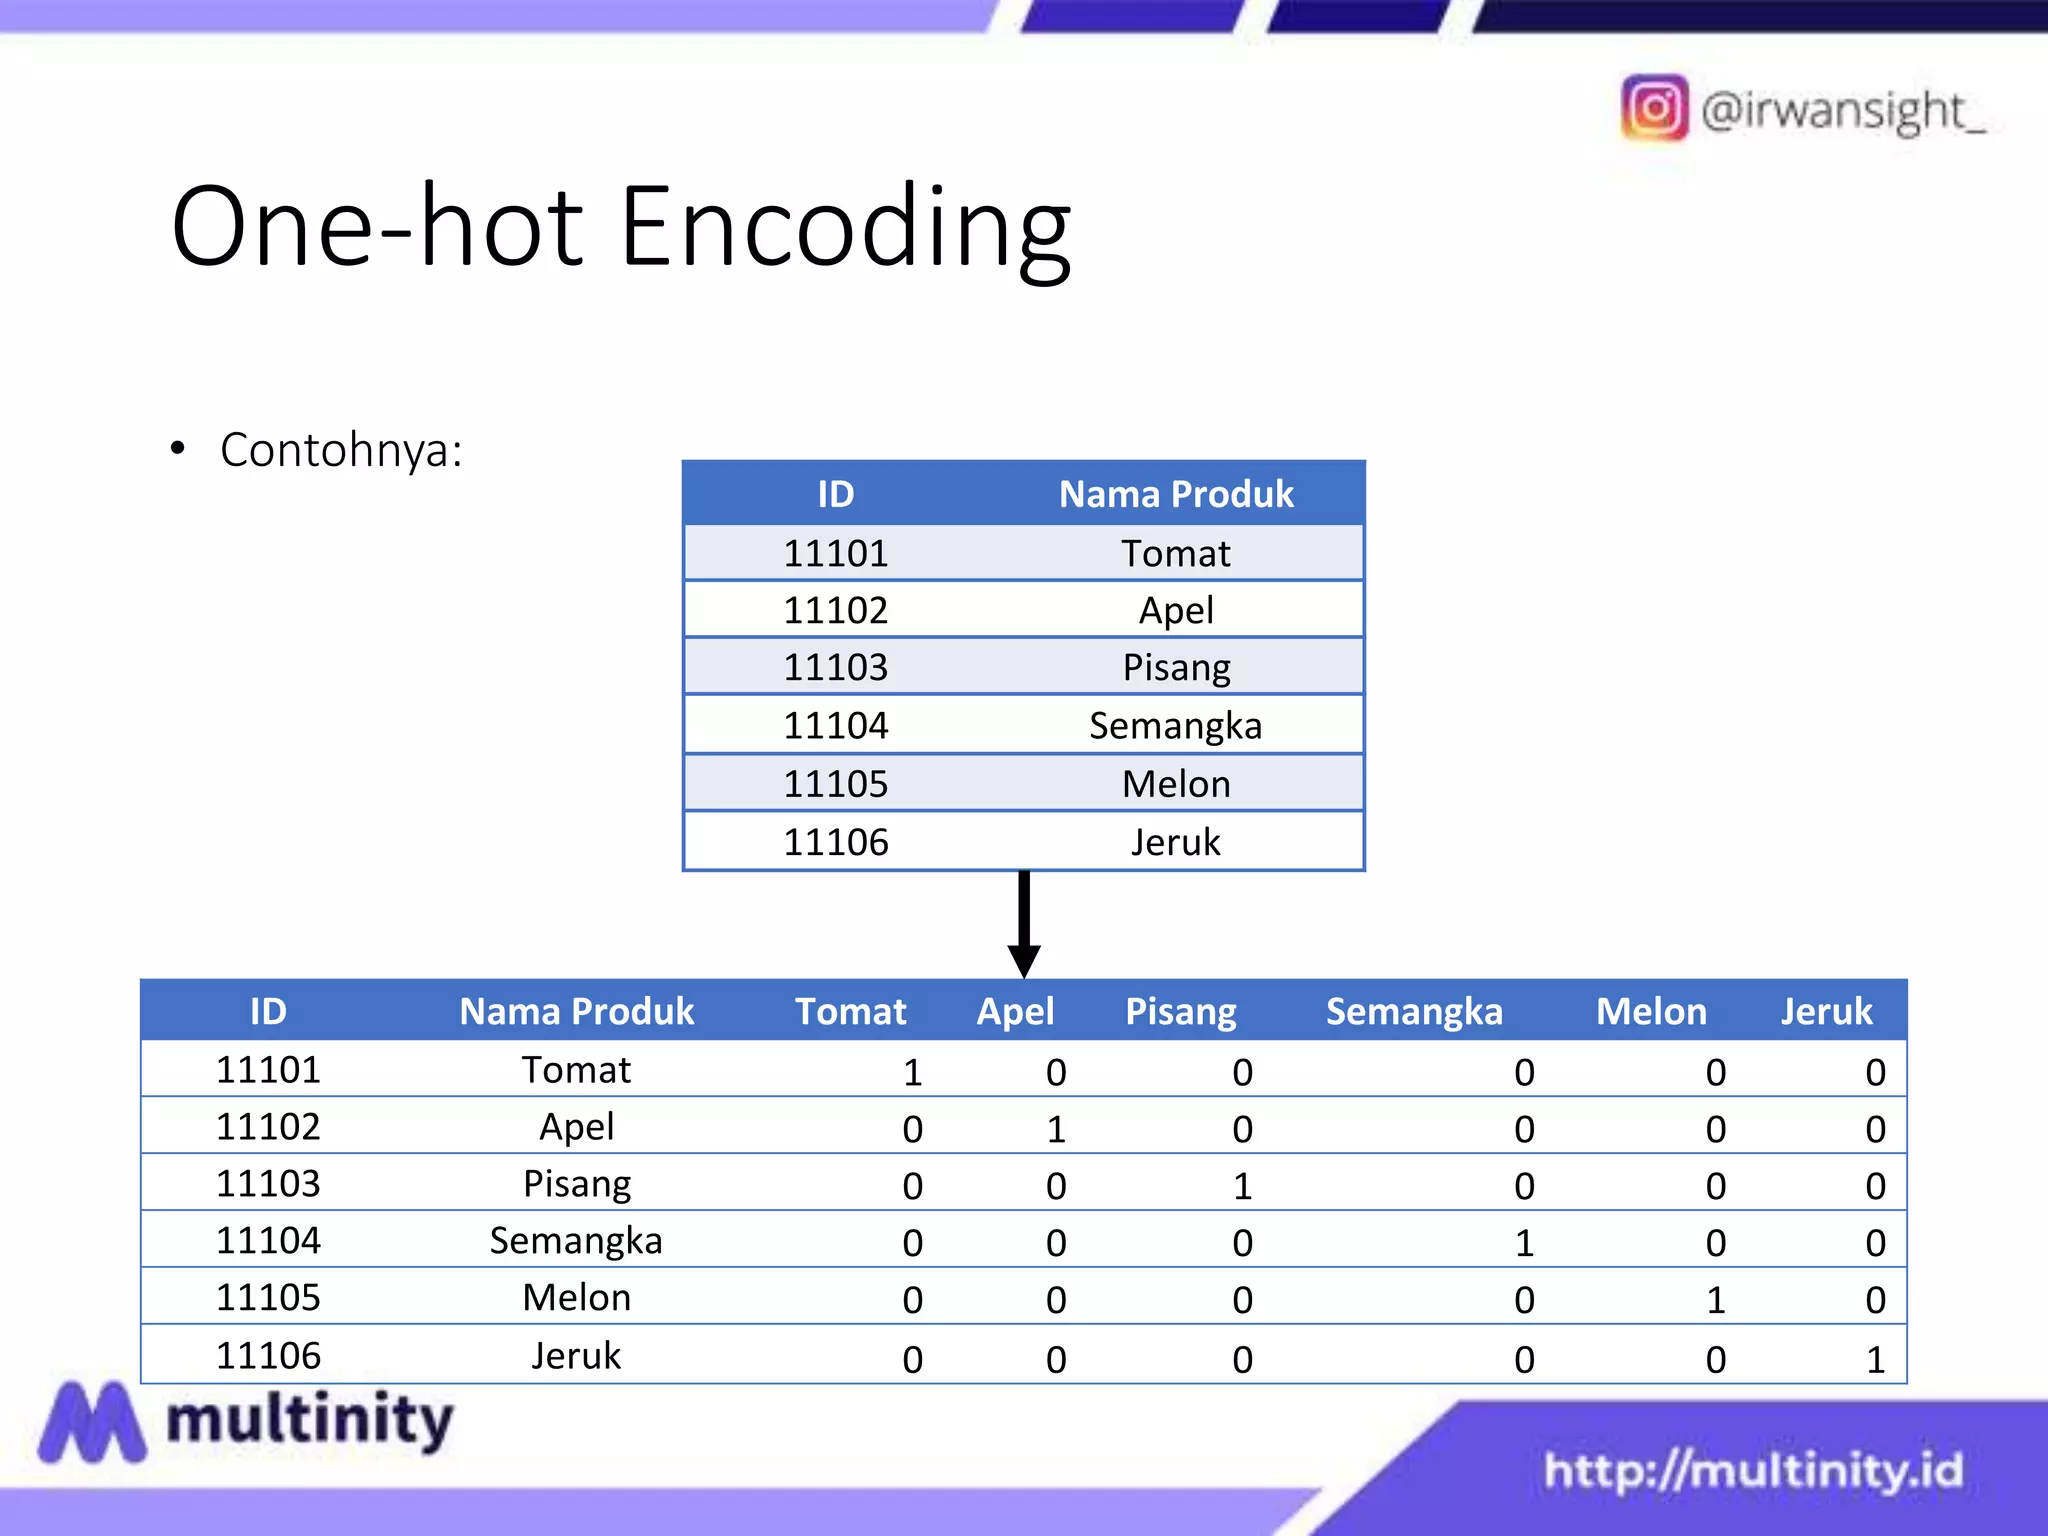 @irwansight_
One-hot Encoding
• Contohnya:
ID Nama Produk
11101 Tomat
11102 Apel
11103 Pisang
11104 Semangka
11105 Melon
11106 Jeruk
ID Nama Produk Tomat Apel Pisang Semangka Melon Jeruk
11101 Tomat 1 0 0 0 0 0
11102 Apel 0 1 0 0 0 0
11103 Pisang 0 0 1 0 0 0
11104 Semangka 0 0 0 1 0 0
11105 Melon 0 0 0 0 1 0
11106 Jeruk 0 0 0 0 0 1
multinity
http://multinity.id